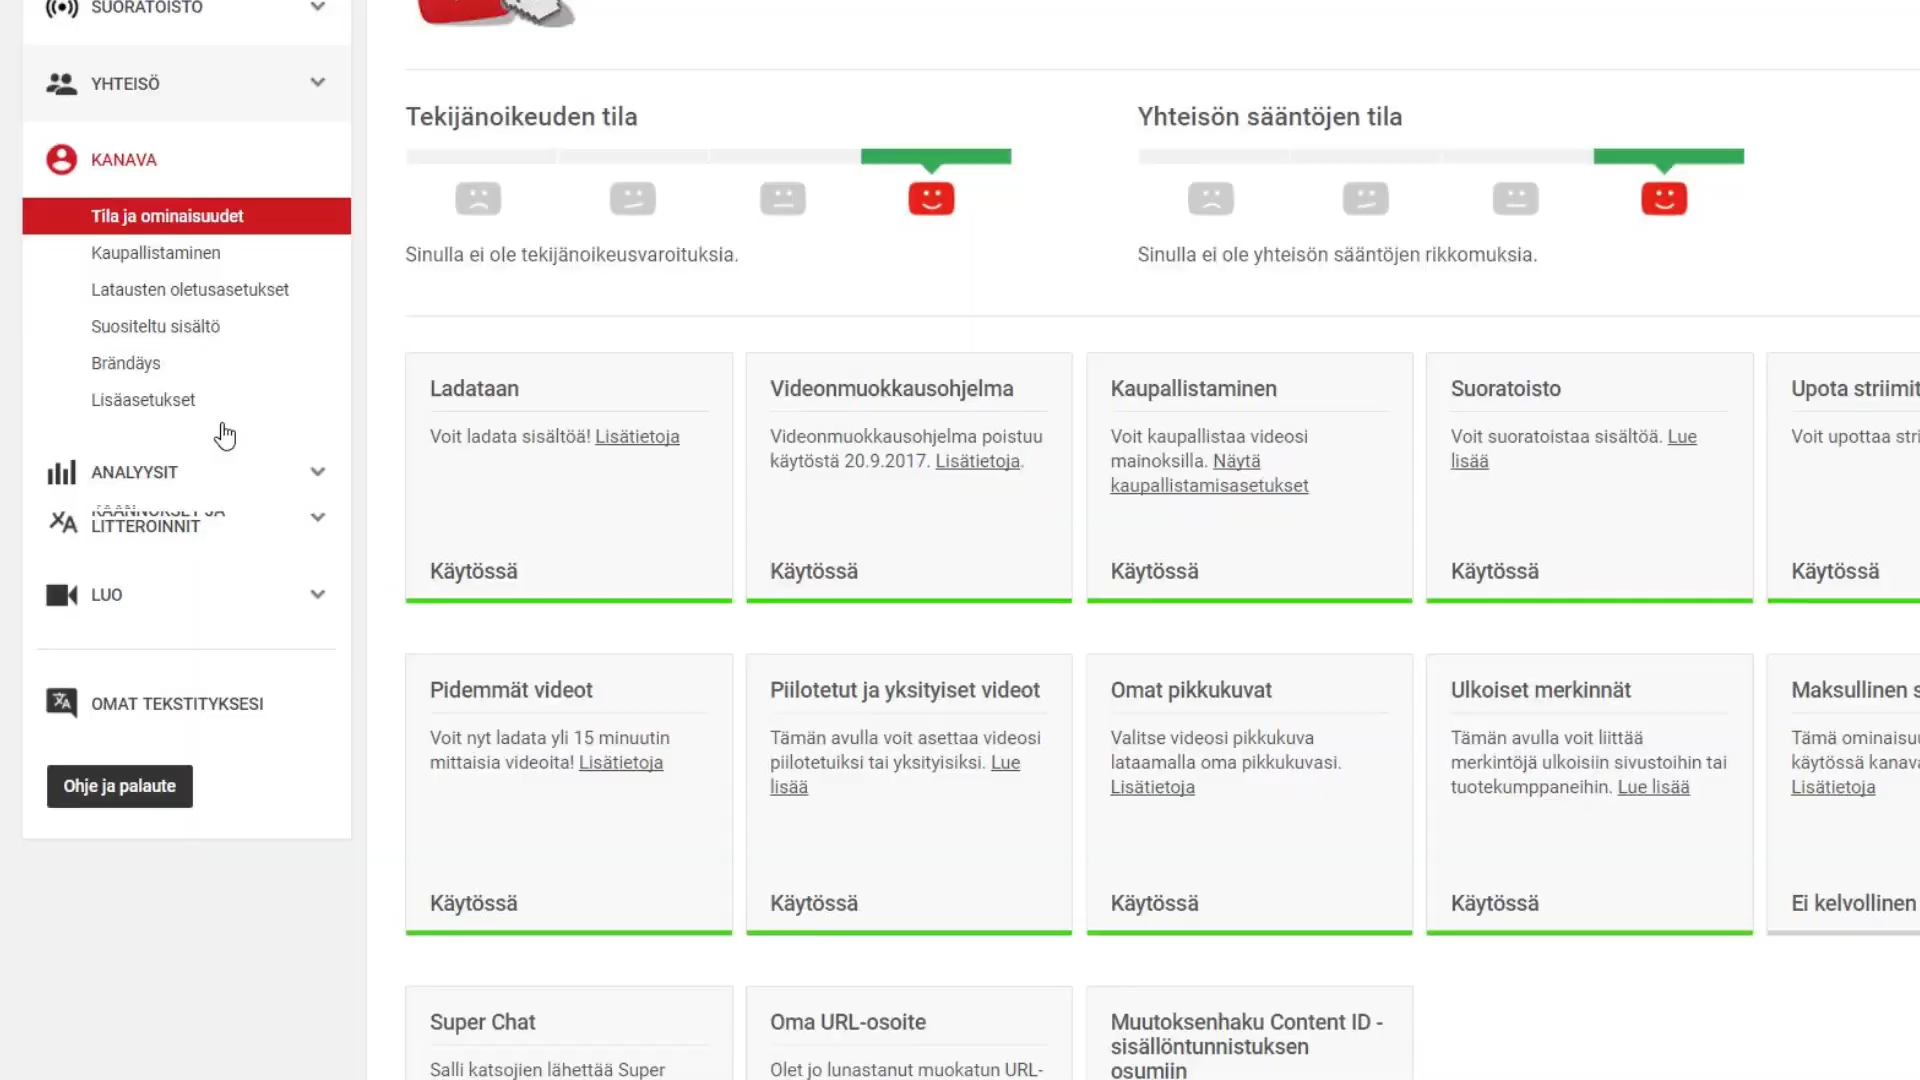 SUORATOISTO
YHTEISÖ
KANAVA
Tila ja ominaisuudet
Kaupallistaminen
Latausten oletusasetukset
Suositeltu sisältö
Brändäys
Lisäasetukset
ANALYYSIT
KÄÄNNÖKSET JA
LITTEROINNIT
LUO
OMAT TEKSTITYKSESI
Ohje ja palaute
Tekijänoikeuden tila
Sinulla ei ole tekijänoikeusvaroituksia.
Yhteisön sääntöjen tila
Sinulla ei ole yhteisön sääntöjen rikkomuksia.
Ladataan
Voit ladata sisältöä! Lisätietoja
Käytössä
Videonmuokkausohjelma
Videonmuokkausohjelma poistuu
käytöstä 20.9.2017. Lisätietoja.
Käytössä
Kaupallistaminen
Voit kaupallistaa videosi
mainoksilla. Näytä
kaupallistamisasetukset
Käytössä
Suoratoisto
Voit suoratoistaa sisältöä. Lue
lisää
Käytössä
Upota striimit
Voit upottaa stri
Käytössä
Pidemmät videot
Voit nyt ladata yli 15 minuutin
mittaisia videoita! Lisätietoja
Käytössä
Piilotetut ja yksityiset videot
Tämän avulla voit asettaa videosi
piilotetuiksi tai yksityisiksi. Lue
lisää
Käytössä
Omat pikkukuvat
Valitse videosi pikkukuva
lataamalla oma pikkukuvasi.
Lisätietoja
Käytössä
Ulkoiset merkinnät
Tämän avulla voit liittää
merkintöjä ulkoisiin sivustoihin tai
tuotekumppaneihin. Lue lisää
Käytössä
Maksullinen s
Tämä ominaisuu
käytössä kanava
Lisätietoja
Ei kelvollinen
Super Chat
Salli katsojien lähettää Super
Oma URL-osoite
Olet jo lunastanut muokatun URL-
Muutoksenhaku Content ID -
sisällöntunnistuksen
osumiin